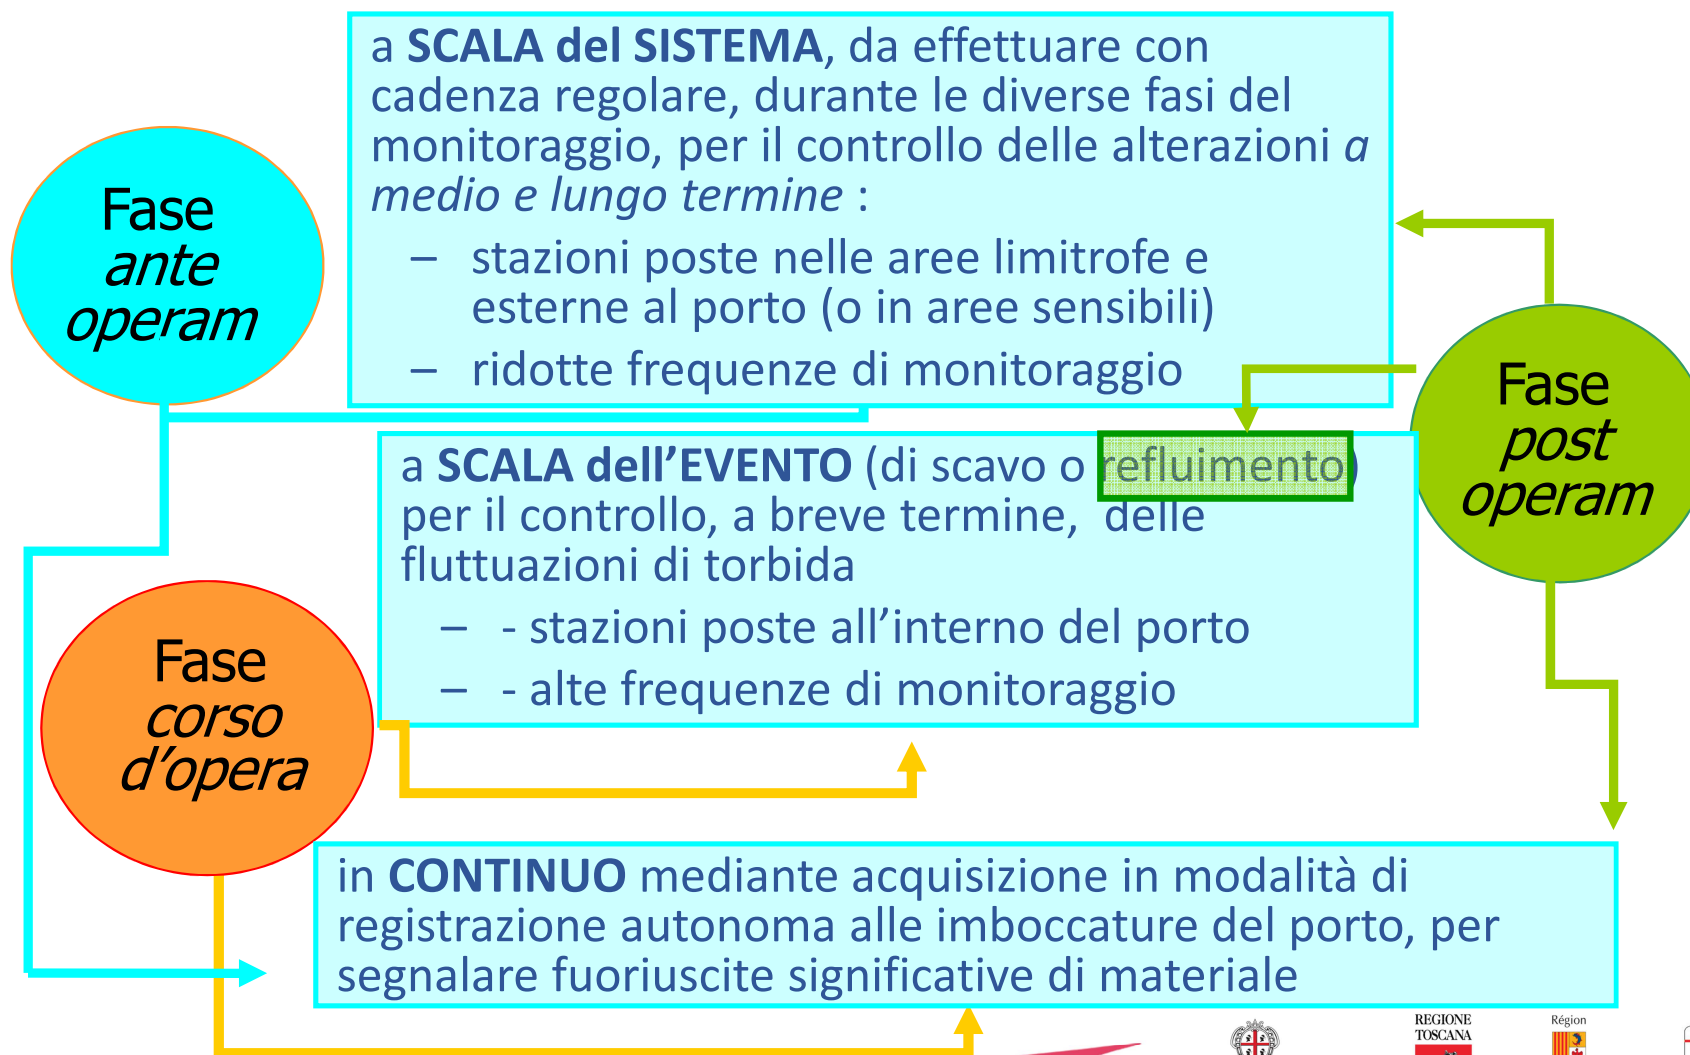 a SCALA del SISTEMA, da effettuare con
cadenza regolare, durante le diverse fasi del
monitoraggio, per il controllo delle alterazioni a
medio e lungo termine :
– stazioni poste nelle aree limitrofe e
esterne al porto (o in aree sensibili)
– ridotte frequenze di monitoraggio
Fase
ante
operam
Fase
post
operam
a SCALA dell’EVENTO (di scavo o refluimento)
per il controllo, a breve termine, delle
fluttuazioni di torbida
– - stazioni poste all’interno del porto
– - alte frequenze di monitoraggio
Fase
corso
d’opera
in CONTINUO mediante acquisizione in modalità di
registrazione autonoma alle imboccature del porto, per
segnalare fuoriuscite significative di materiale
REGIONE
TOSCANA
Région